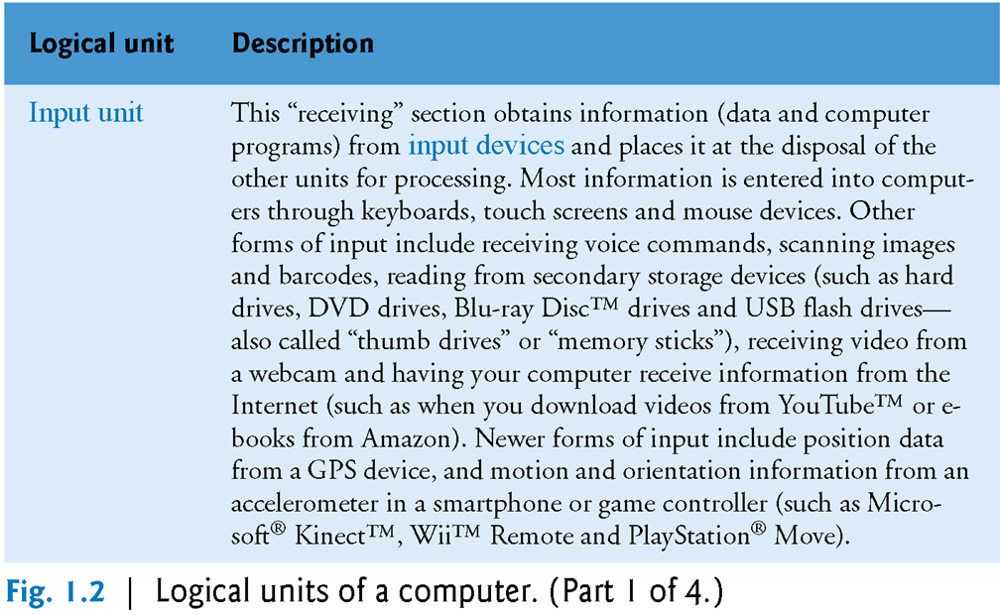 Logical unit Description
Input unit This “receiving” section obtains information (data and computer
programs) from input devices and places it at the disposal of the
other units for processing. Most information is entered into comput-
ers through keyboards, touch screens and mouse devices. Other
forms of input include receiving voice commands, scanning images
and barcodes, reading from secondary storage devices (such as hard
drives, DVD drives, Blu-ray Disc™ drives and USB flash drives—
also called “thumb drives” or “memory sticks”), receiving video from
a webcam and having your computer receive information from the
Internet (such as when you download videos from YouTube™ or e-
books from Amazon). Newer forms of input include position data
from a GPS device, and motion and orientation information from an
accelerometer in a smartphone or game controller (such as Micro-
soft® Kinect™, Wii™ Remote and PlayStation® Move).
Fig. 1.2 | Logical units of a computer. (Part 1 of 4.)